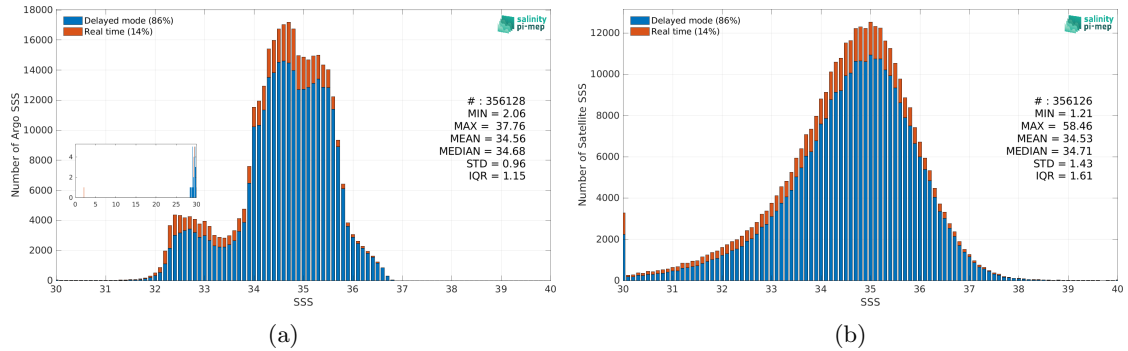 Delayed mode (86%)
Real time (14%)
salinity
pi-mep
18000
16000
14000
12000
10000
8000
6000
4000
2000
0
Number of Argo SSS
# : 356128
MIN = 2.06
MAX = 37.76
MEAN = 34.56
MEDIAN = 34.68
STD = 0.96
IQR = 1.15
4
2
0
0 5 10 15 20 25 30
30 31 32 33 34 35 36 37 38 39 40
SSS
(a)
Delayed mode (86%)
Real time (14%)
salinity
pi-mep
12000
10000
8000
6000
4000
2000
0
Number of Satellite SSS
# : 356126
MIN = 1.21
MAX = 58.46
MEAN = 34.53
MEDIAN = 34.71
STD = 1.43
IQR = 1.61
30 31 32 33 34 35 36 37 38 39 40
SSS
(b)